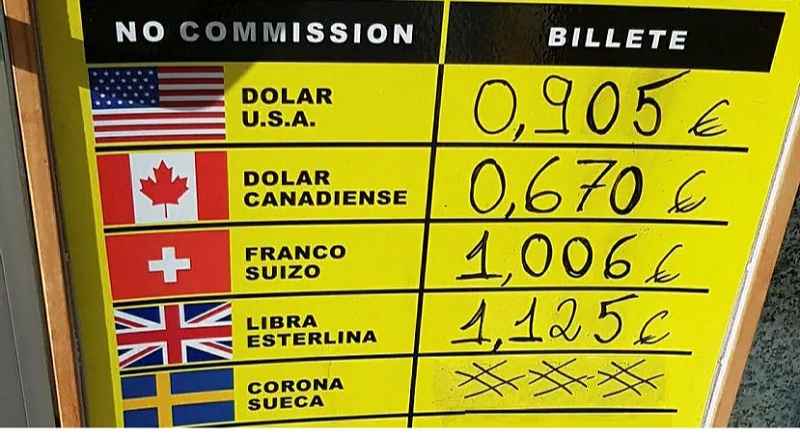 NO COMMISSION BILLETE
DOLAR
U.S.A. 0,905 €
DOLAR
CANADIENSE 0,670 €
FRANCO
SUIZO 1,006 €
LIBRA
ESTERLINA 1,125 €
CORONA
SUECA